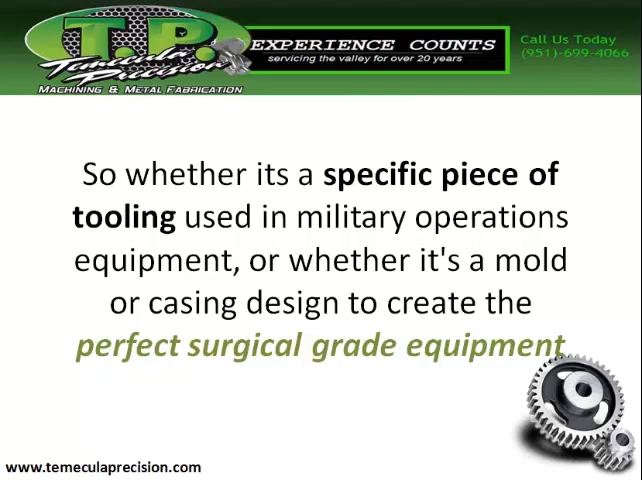 T.P.
Temecula
Precision
MACHINING & METAL FABRICATION
EXPERIENCE COUNTS
servicing the valley for over 20 years
Call Us Today
(951)-699-4066
So whether its a specific piece of
tooling used in military operations
equipment, or whether it's a mold
or casing design to create the
perfect surgical grade equipment
www.temeculaprecision.com